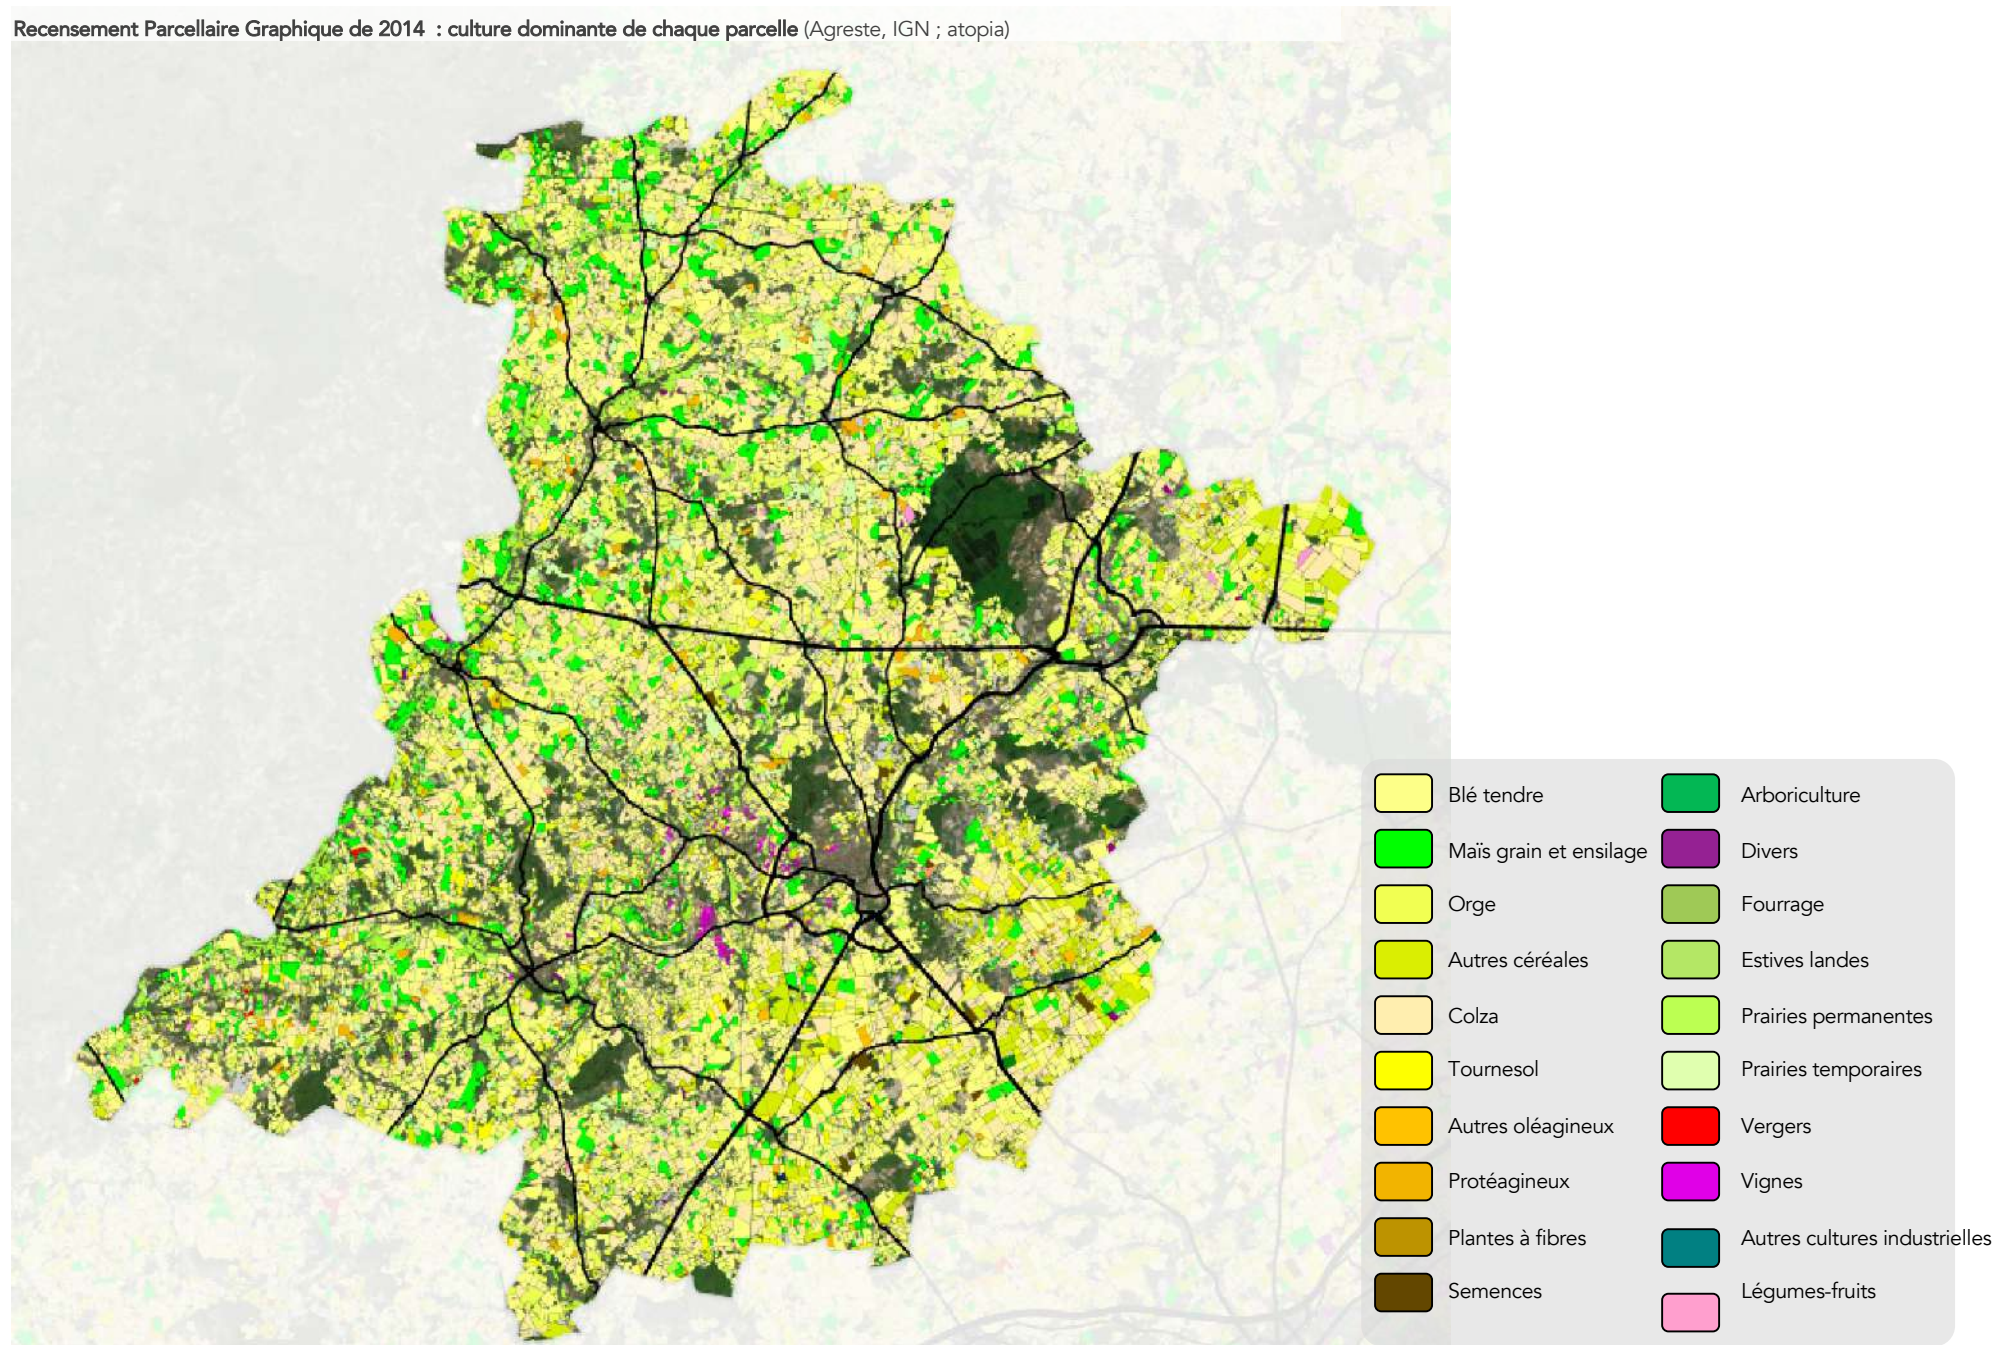 Recensement Parcellaire Graphique de 2014 : culture dominante de chaque parcelle (Agreste, IGN ; atopia)
Blé tendre
Maïs grain et ensilage
Orge
Autres céréales
Colza
Tournesol
Autres oléagineux
Protéagineux
Plantes à fibres
Semences
Arboriculture
Divers
Fourrage
Estives landes
Prairies permanentes
Prairies temporaires
Vergers
Vignes
Autres cultures industrielles
Légumes-fruits